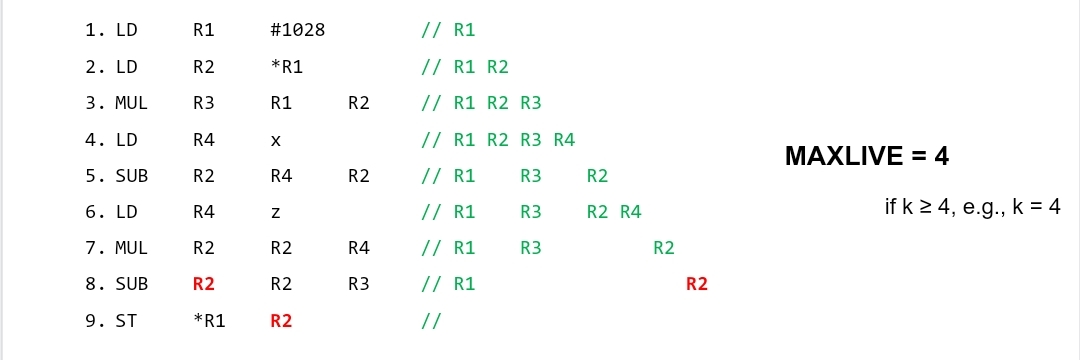 1. LD R1 #1028 // R1
2. LD R2 *R1 // R1 R2
3. MUL R3 R1 R2 // R1 R2 R3
4. LD R4 x // R1 R2 R3 R4
MAXLIVE = 4
5. SUB R2 R4 R2 // R1 R3 R2
6. LD R4 z // R1 R3 R2 R4
if k ≥ 4, e.g., k = 4
7. MUL R2 R2 R4 // R1 R3 R2
8. SUB R2 R2 R3 // R1 R2
9. ST *R1 R2 //